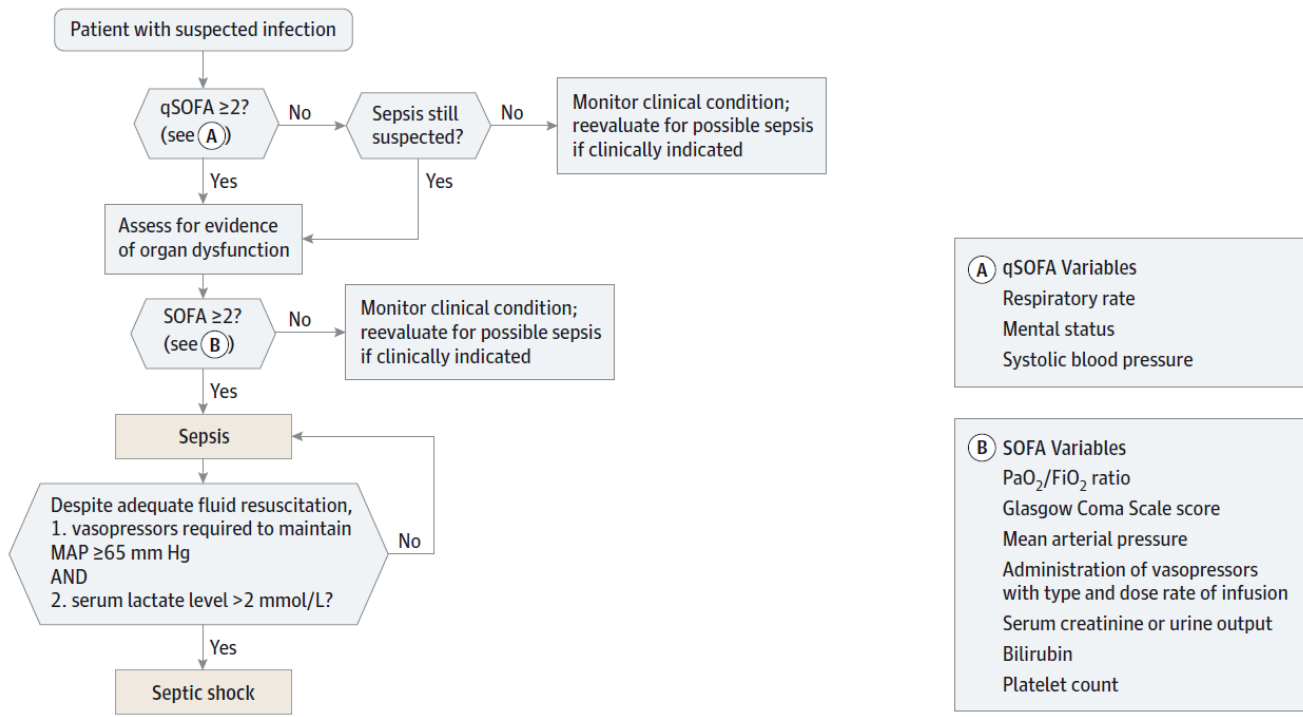 Patient with suspected infection
qSOFA ≥2?
(see A)
No
Sepsis still
suspected?
No
Monitor clinical condition;
reevaluate for possible sepsis
if clinically indicated
Yes
Yes
Assess for evidence
of organ dysfunction
SOFA ≥2?
(see B)
No
Monitor clinical condition;
reevaluate for possible sepsis
if clinically indicated
Yes
Sepsis
Despite adequate fluid resuscitation,
1. vasopressors required to maintain
MAP ≥65 mm Hg
AND
2. serum lactate level >2 mmol/L?
No
Yes
Septic shock
A qSOFA Variables
Respiratory rate
Mental status
Systolic blood pressure
B SOFA Variables
PaO₂/FiO₂ ratio
Glasgow Coma Scale score
Mean arterial pressure
Administration of vasopressors
with type and dose rate of infusion
Serum creatinine or urine output
Bilirubin
Platelet count